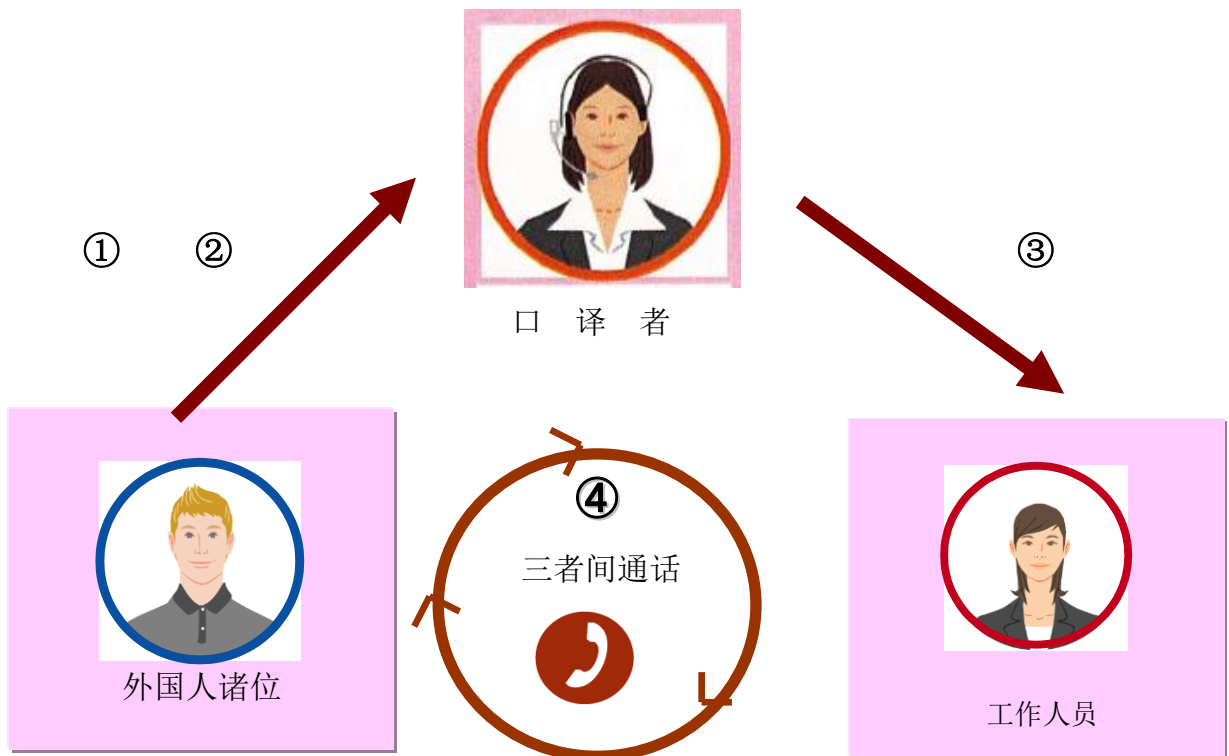 ① ②
③
口 译 者
④
三者间通话
外国人诸位
工作人员